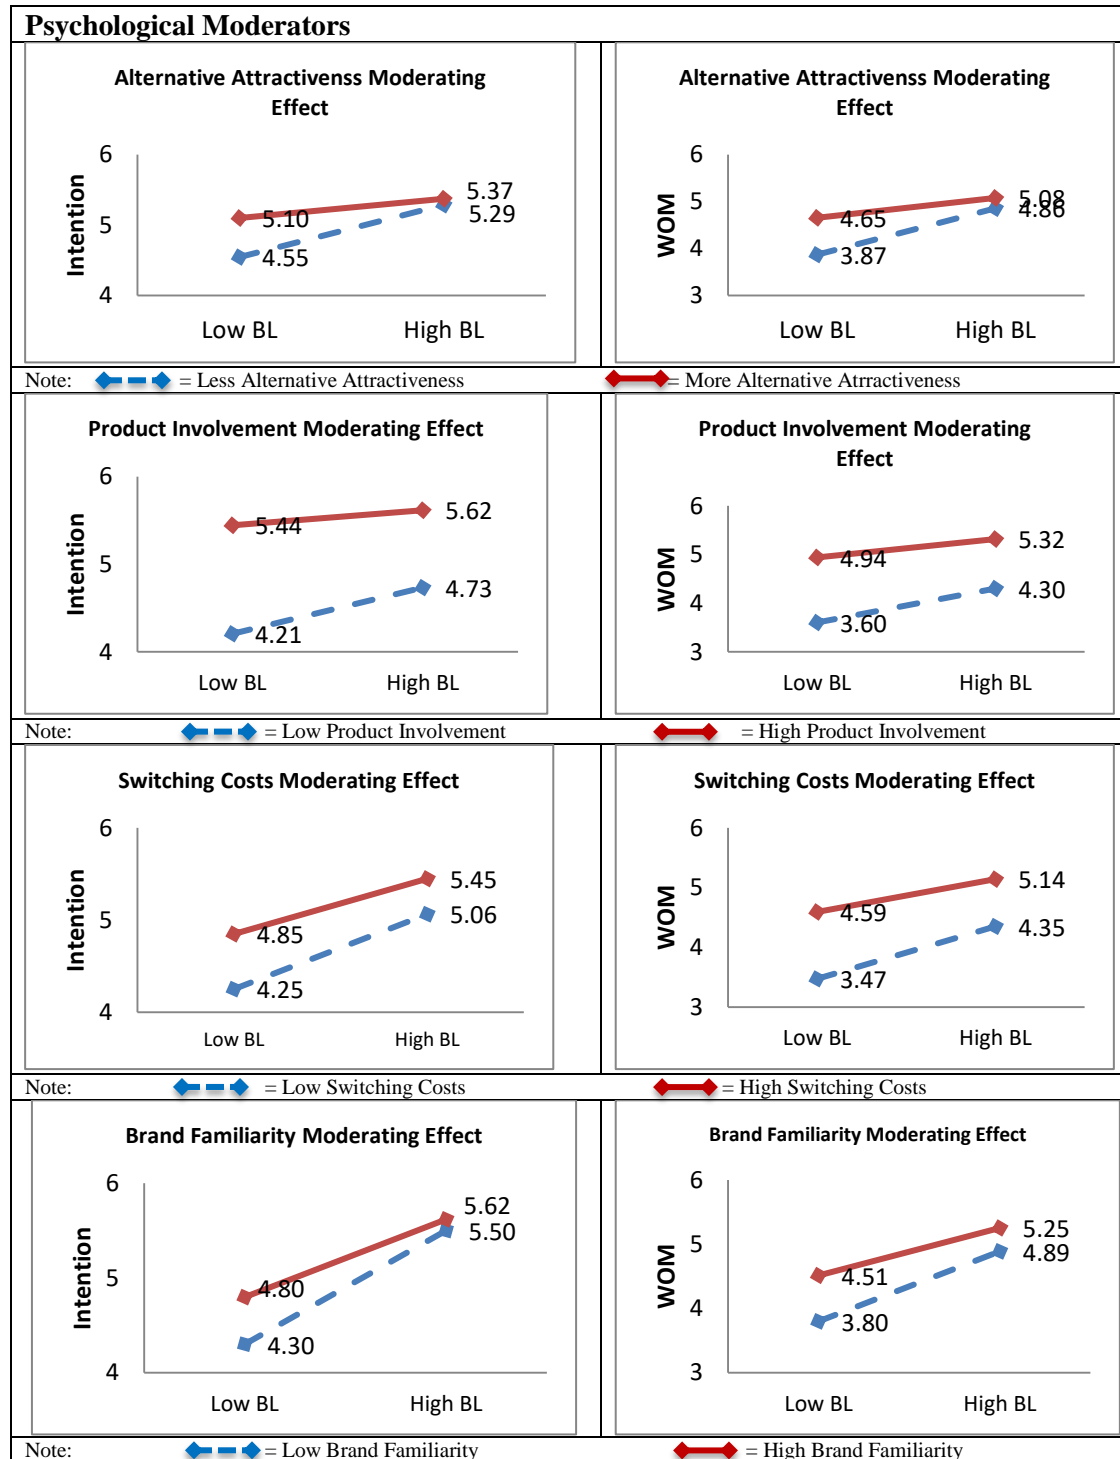 Psychological Moderators
Alternative Attractivenss Moderating
Effect
6
5
4
Intention
5.10
4.55
5.37
5.29
Low BL
High BL
Alternative Attractivenss Moderating
Effect
6
5
4
3
WOM
4.65
3.87
5.08
4.86
Low BL
High BL
Note: = Less Alternative Attractiveness = More Alternative Atrractiveness
Product Involvement Moderating Effect
6
5
4
Intention
5.44
4.21
5.62
4.73
Low BL
High BL
Product Involvement Moderating
Effect
6
5
4
3
WOM
4.94
3.60
5.32
4.30
Low BL
High BL
Note: = Low Product Involvement = High Product Involvement
Switching Costs Moderating Effect
6
5
4
Intention
4.85
4.25
5.45
5.06
Low BL
High BL
Switching Costs Moderating Effect
6
5
4
3
WOM
4.59
3.47
5.14
4.35
Low BL
High BL
Note: = Low Switching Costs = High Switching Costs
Brand Familiarity Moderating Effect
6
5
4
Intention
4.80
4.30
5.62
5.50
Low BL
High BL
Brand Familiarity Moderating Effect
6
5
4
3
WOM
4.51
3.80
5.25
4.89
Low BL
High BL
Note: = Low Brand Familiarity = High Brand Familiarity